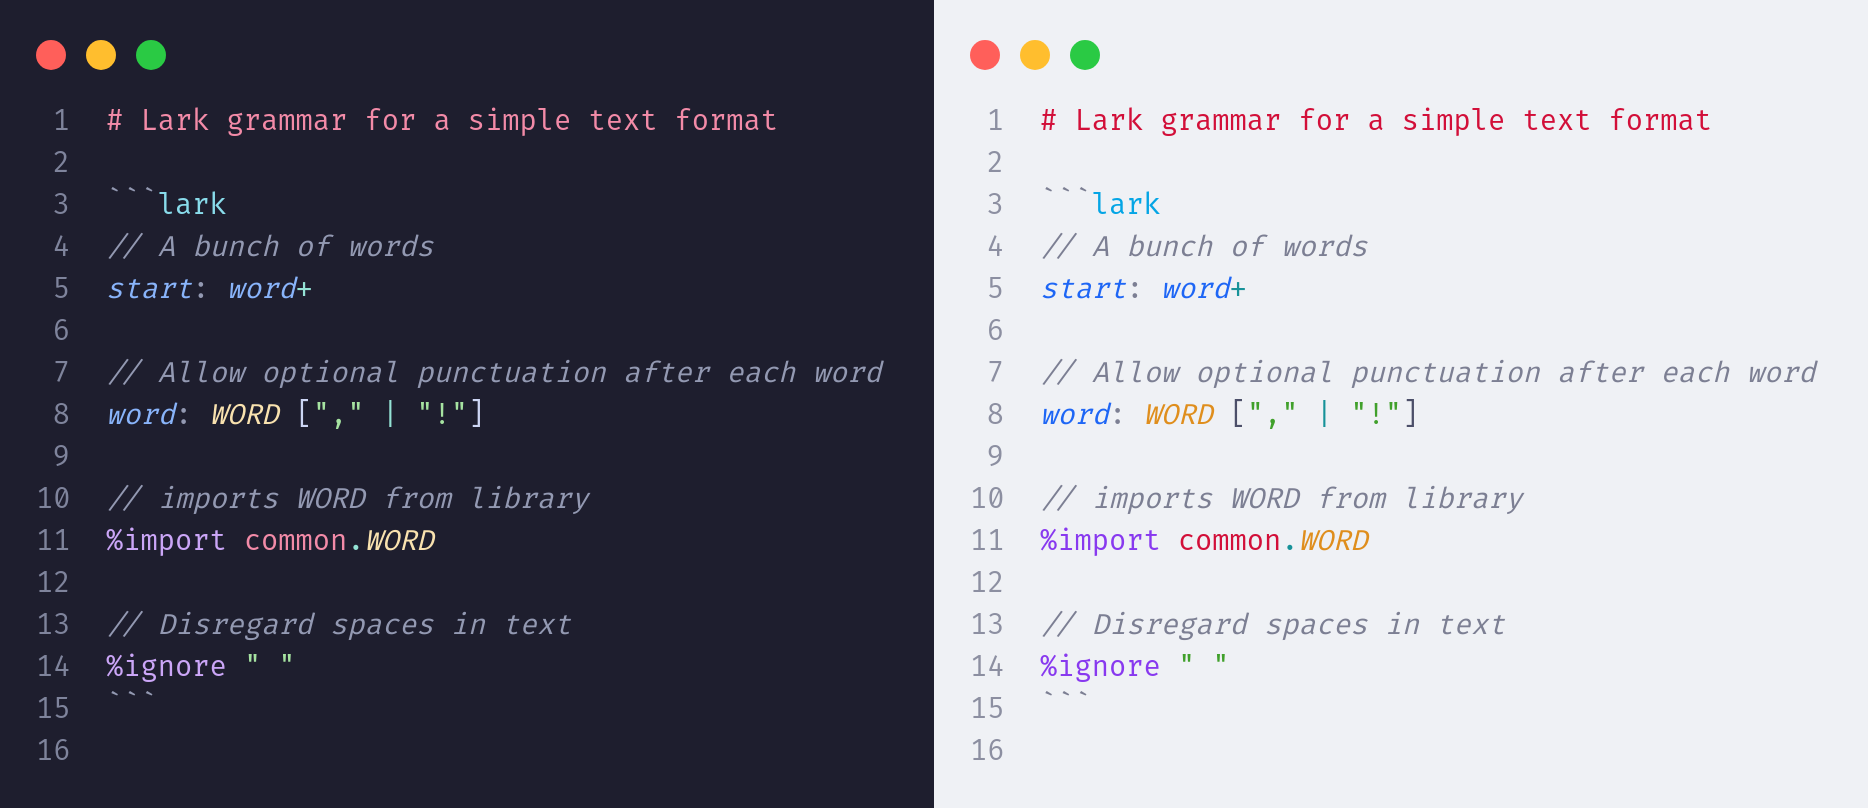 1 # Lark grammar for a simple text format
2
3 ```lark
4 // A bunch of words
5 start: word+
6
7 // Allow optional punctuation after each word
8 word: WORD ["," | "!"]
9
10 // imports WORD from library
11 %import common.WORD
12
13 // Disregard spaces in text
14 %ignore " "
15 ```
16
1 # Lark grammar for a simple text format
2
3 ```lark
4 // A bunch of words
5 start: word+
6
7 // Allow optional punctuation after each word
8 word: WORD ["," | "!"]
9
10 // imports WORD from library
11 %import common.WORD
12
13 // Disregard spaces in text
14 %ignore " "
15 ```
16